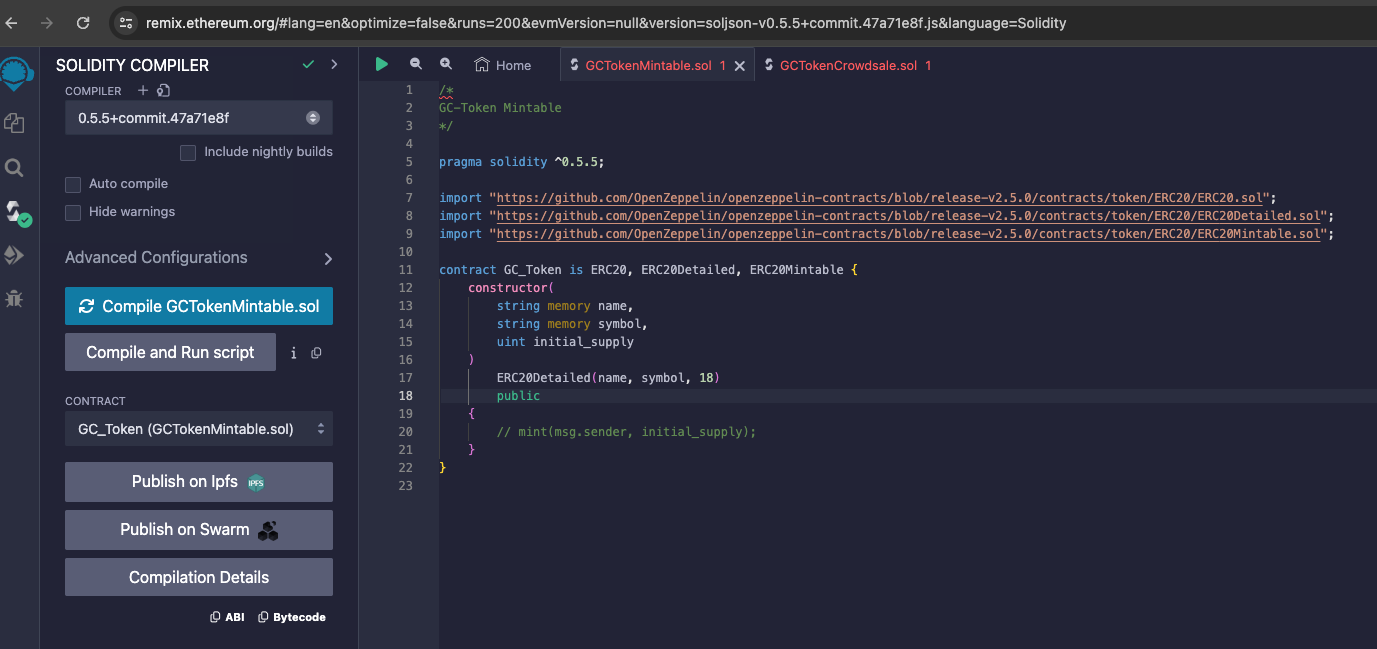 remix.ethereum.org/#lang=en&optimize=false&runs=200&evmVersion=null&version=soljson-v0.5.5+commit.47a71e8f.js&language=Solidity
SOLIDITY COMPILER
COMPILER
0.5.5+commit.47a71e8f
Include nightly builds
Auto compile
Hide warnings
Advanced Configurations
Compile GCTokenMintable.sol
Compile and Run script
i
CONTRACT
GC_Token (GCTokenMintable.sol)
Publish on Ipfs IPFS
Publish on Swarm
Compilation Details
ABI Bytecode
Home GCTokenMintable.sol 1 GCTokenCrowdsale.sol 1
1 /*
2 GC-Token Mintable
3 */
4
5 pragma solidity ^0.5.5;
6
7 import "https://github.com/OpenZeppelin/openzeppelin-contracts/blob/release-v2.5.0/contracts/token/ERC20/ERC20.sol";
8 import "https://github.com/OpenZeppelin/openzeppelin-contracts/blob/release-v2.5.0/contracts/token/ERC20/ERC20Detailed.sol";
9 import "https://github.com/OpenZeppelin/openzeppelin-contracts/blob/release-v2.5.0/contracts/token/ERC20/ERC20Mintable.sol";
10
11 contract GC_Token is ERC20, ERC20Detailed, ERC20Mintable {
12 constructor(
13 string memory name,
14 string memory symbol,
15 uint initial_supply
16 )
17 ERC20Detailed(name, symbol, 18)
18 public
19 {
20 // mint(msg.sender, initial_supply);
21 }
22 }
23